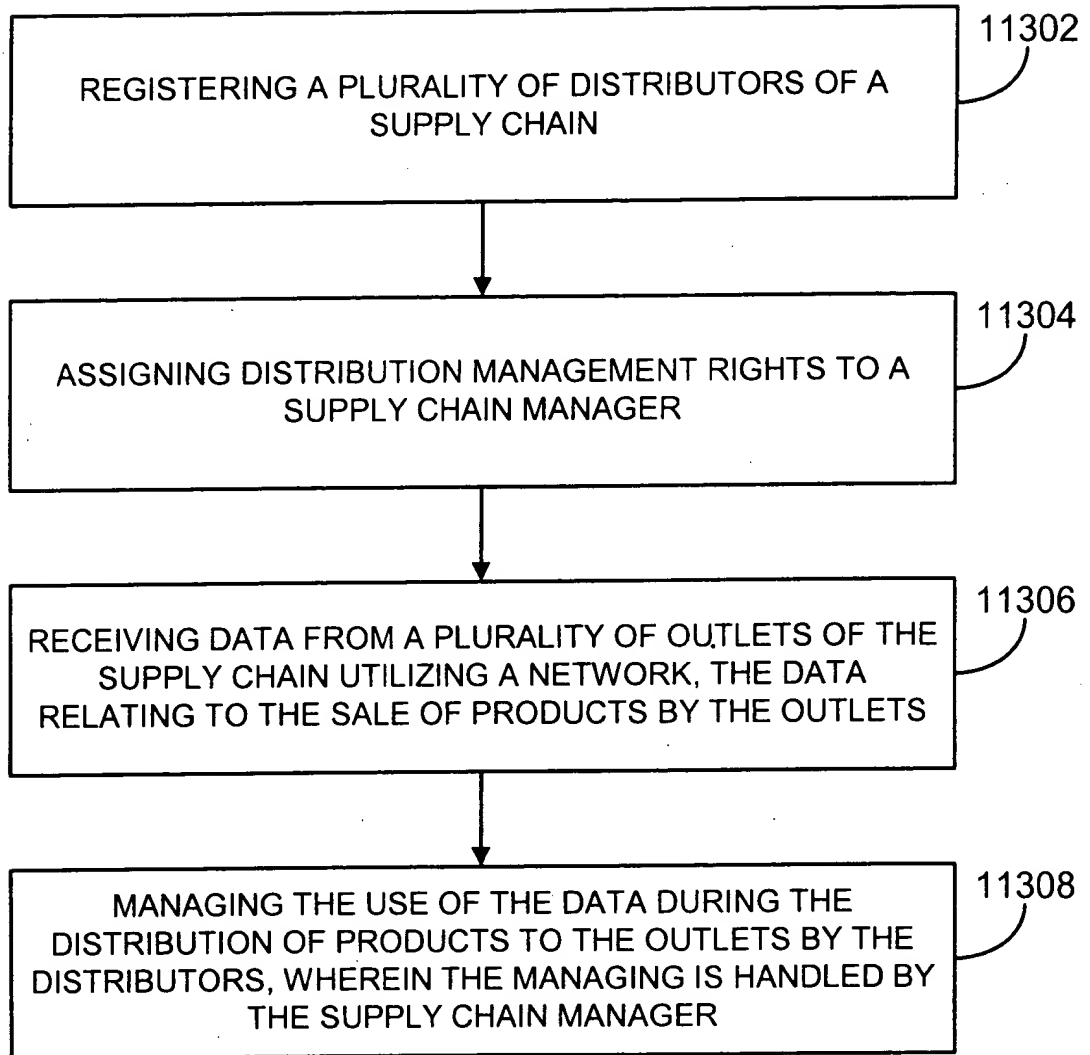 11302
REGISTERING A PLURALITY OF DISTRIBUTORS OF A
SUPPLY CHAIN
11304
ASSIGNING DISTRIBUTION MANAGEMENT RIGHTS TO A
SUPPLY CHAIN MANAGER
11306
RECEIVING DATA FROM A PLURALITY OF OUTLETS OF THE
SUPPLY CHAIN UTILIZING A NETWORK, THE DATA
RELATING TO THE SALE OF PRODUCTS BY THE OUTLETS
11308
MANAGING THE USE OF THE DATA DURING THE
DISTRIBUTION OF PRODUCTS TO THE OUTLETS BY THE
DISTRIBUTORS, WHEREIN THE MANAGING IS HANDLED BY
THE SUPPLY CHAIN MANAGER